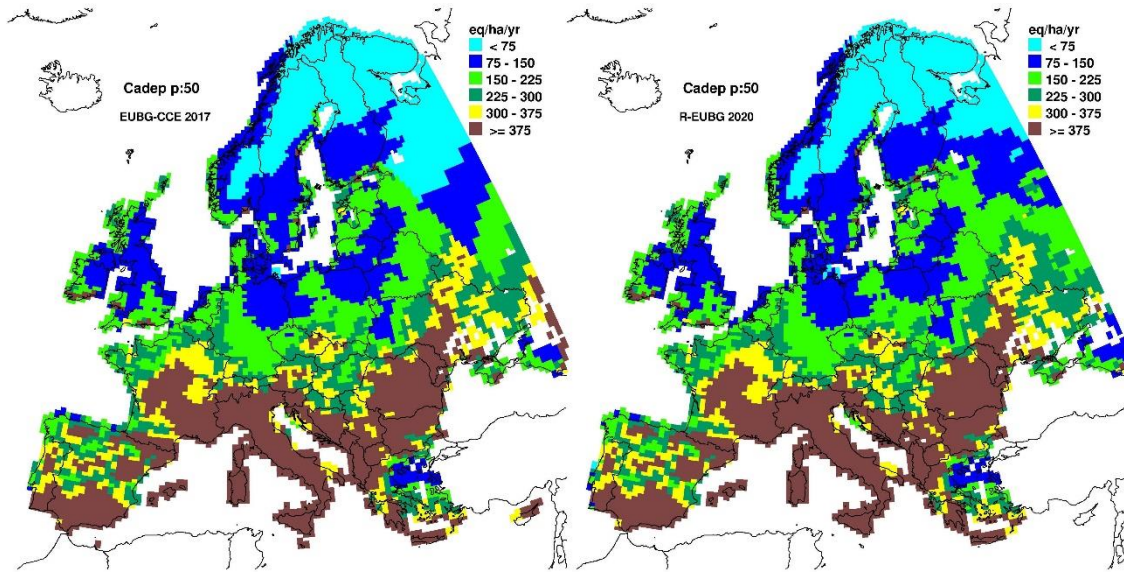 eq/ha/yr
< 75
75 - 150
150 - 225
225 - 300
300 - 375
>= 375
Cadep p:50
EUBG-CCE 2017
eq/ha/yr
< 75
75 - 150
150 - 225
225 - 300
300 - 375
>= 375
Cadep p:50
R-EUBG 2020